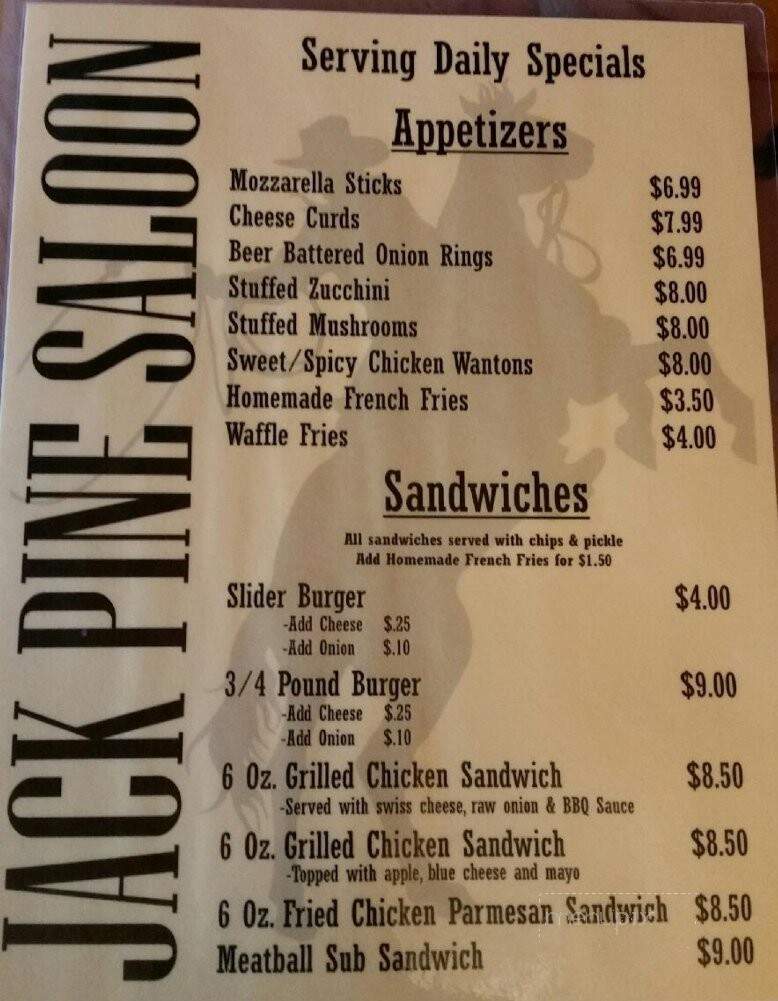 JACK PINE SALOON
Serving Daily Specials
Appetizers
Mozzarella Sticks $6.99
Cheese Curds $7.99
Beer Battered Onion Rings $6.99
Stuffed Zucchini $8.00
Stuffed Mushrooms $8.00
Sweet/Spicy Chicken Wantons $8.00
Homemade French Fries $3.50
Waffle Fries $4.00
Sandwiches
All sandwiches served with chips & pickle
Add Homemade French Fries for $1.50
Slider Burger $4.00
-Add Cheese $.25
-Add Onion $.10
3/4 Pound Burger $9.00
-Add Cheese $.25
-Add Onion $.10
6 Oz. Grilled Chicken Sandwich $8.50
-Served with swiss cheese, raw onion & BBQ Sauce
6 Oz. Grilled Chicken Sandwich $8.50
-Topped with apple, blue cheese and mayo
6 Oz. Fried Chicken Parmesan Sandwich $8.50
Meatball Sub Sandwich $9.00